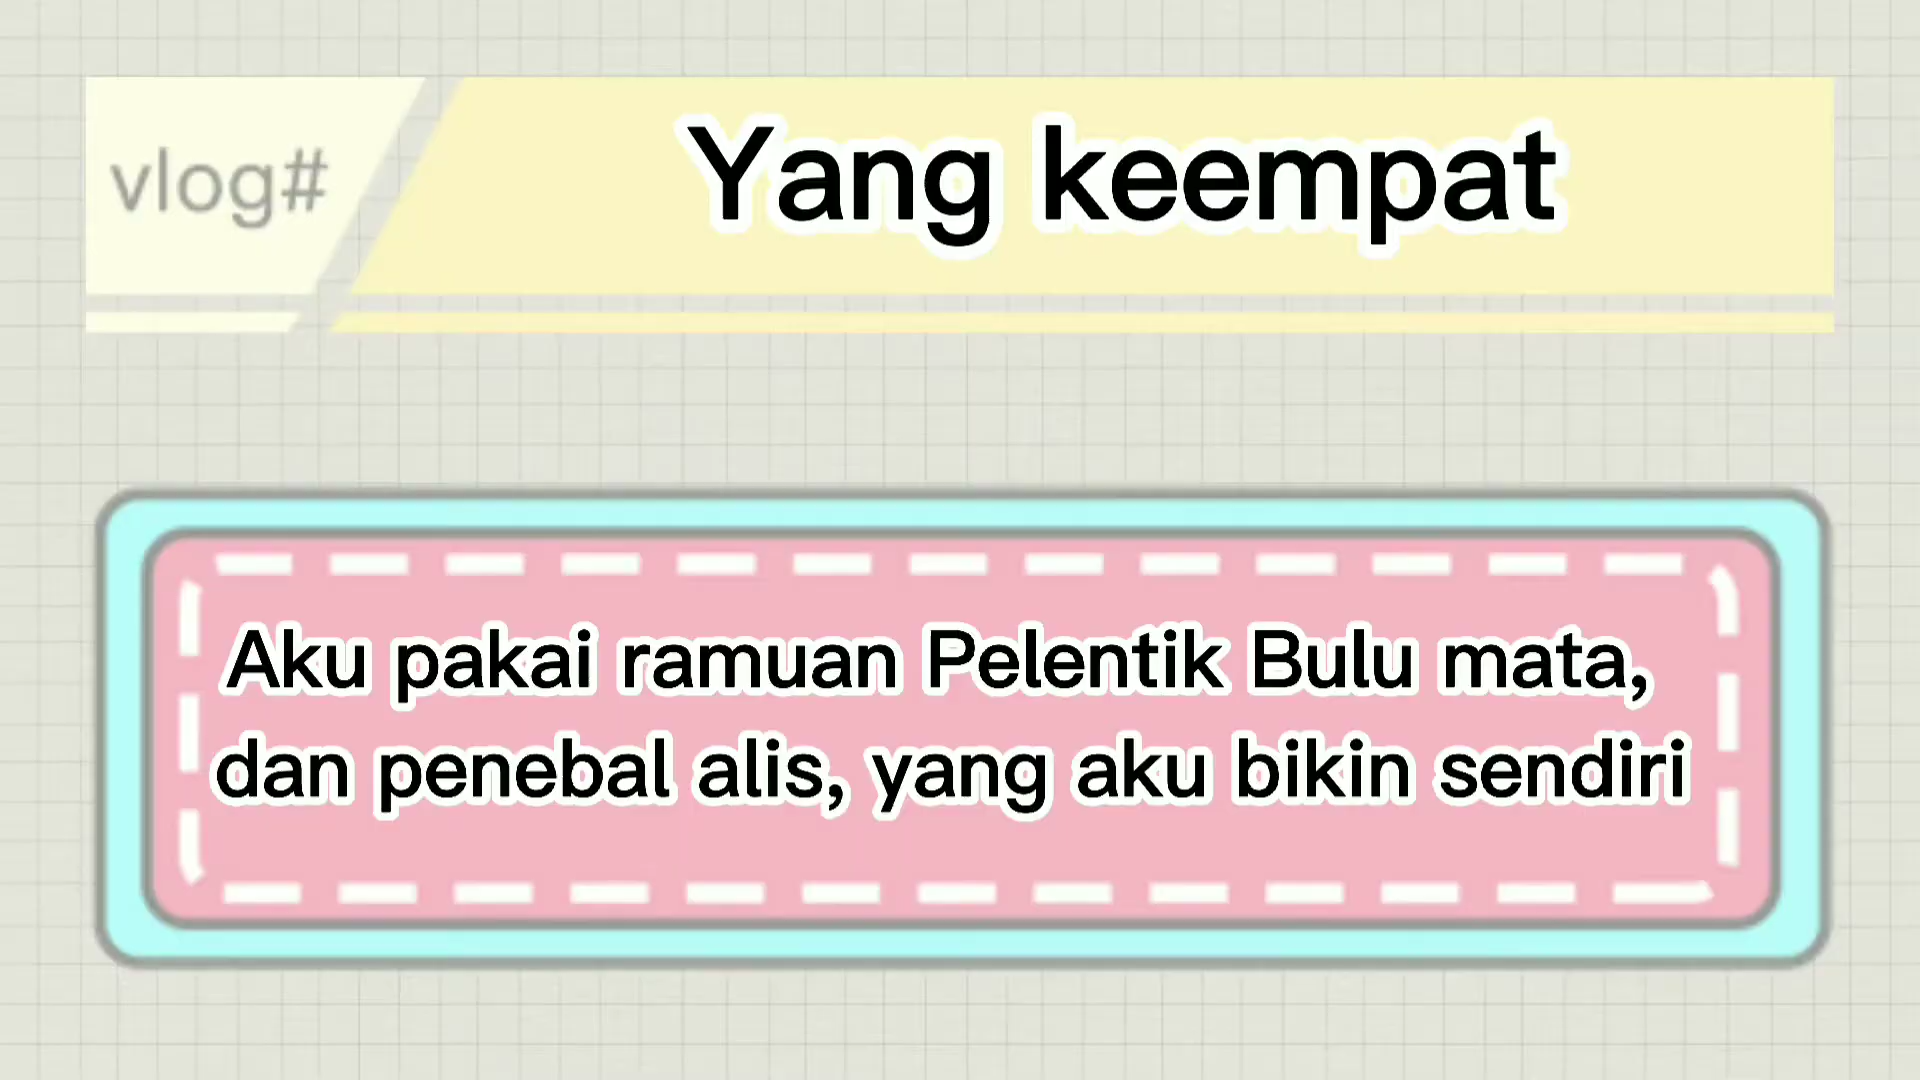 vlog#
Yang keempat
Aku pakai ramuan Pelentik Bulu mata,
dan penebal alis, yang aku bikin sendiri